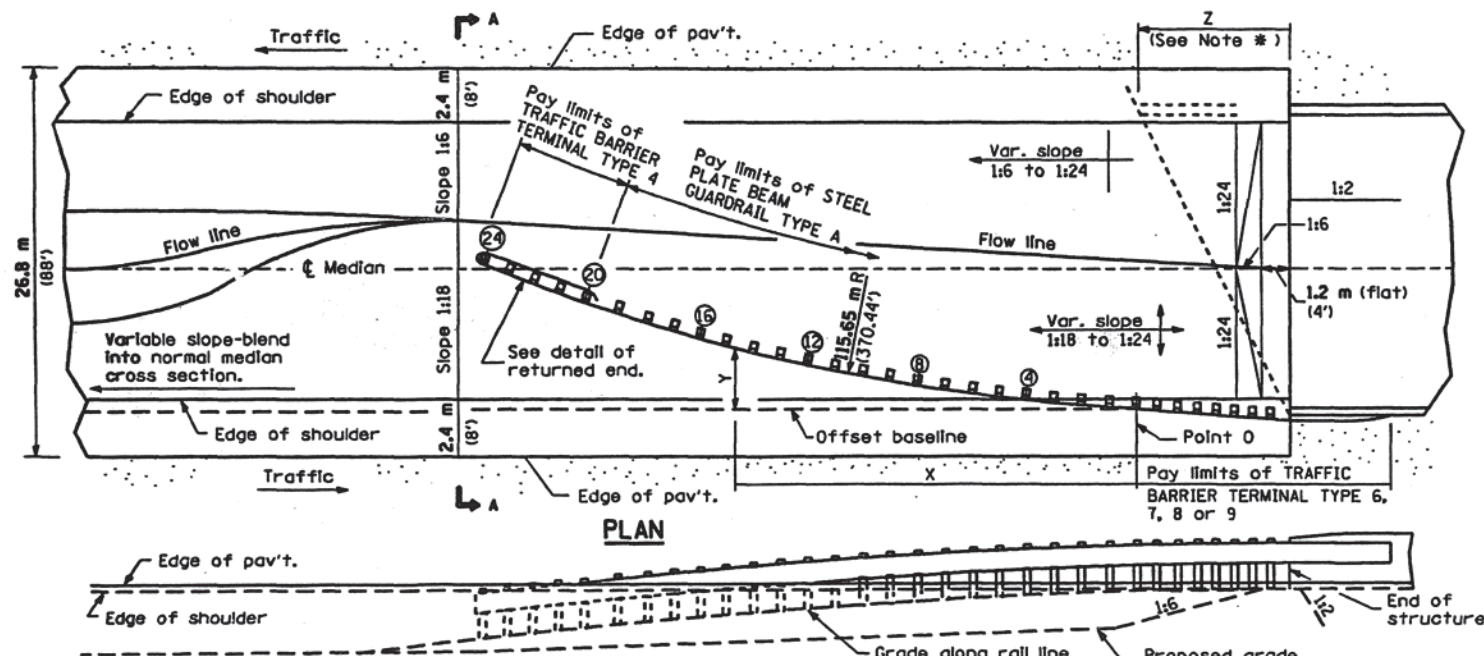 Traffic
A
Edge of pav't.
Z
(See Note *)
Edge of shoulder
2.4 m
(8')
Pay limits of
TRAFFIC BARRIER
TERMINAL TYPE 4
Pay limits of STEEL
PLATE BEAM
GUARDRAIL TYPE A
Var. slope
1:6 to 1:24
1:2
26.8 m
(88')
Slope 1:6
1:24
1:6
Flow line
Flow line
24
℄ Median
20
1.2 m (flat)
(4')
Variable slope-blend
into normal median
cross section.
Slope 1:18
See detail of
returned end.
16
12
115.65 m R
(370.44')
8
4
Var. slope
1:18 to 1:24
1:24
Y
Edge of shoulder
2.4 m
(8')
Offset baseline
Point O
Traffic
A
Edge of pav't.
X
Pay limits of TRAFFIC
BARRIER TERMINAL TYPE 6,
7, 8 or 9
PLAN
Edge of pav't.
Edge of shoulder
1:6
1:2
End of
structure
Grade along rail line
Proposed grade